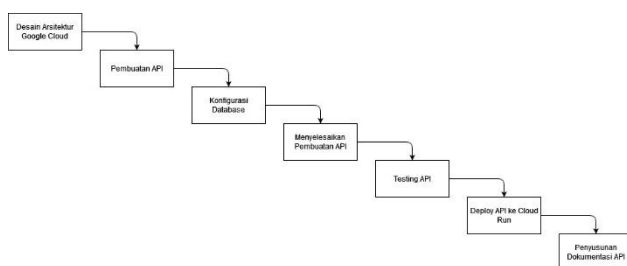 Desain Arsitektur
Google Cloud
Pembuatan API
Konfigurasi
Database
Menyelesaikan
Pembuatan API
Testing API
Deploy API ke Cloud
Run
Penyusunan
Dokumentasi API